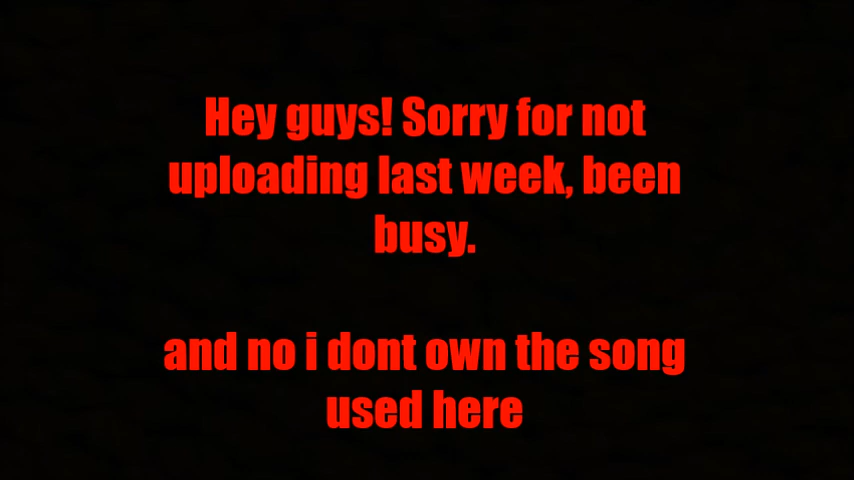 Hey guys! Sorry for not
uploading last week, been
busy.
and no i dont own the song
used here